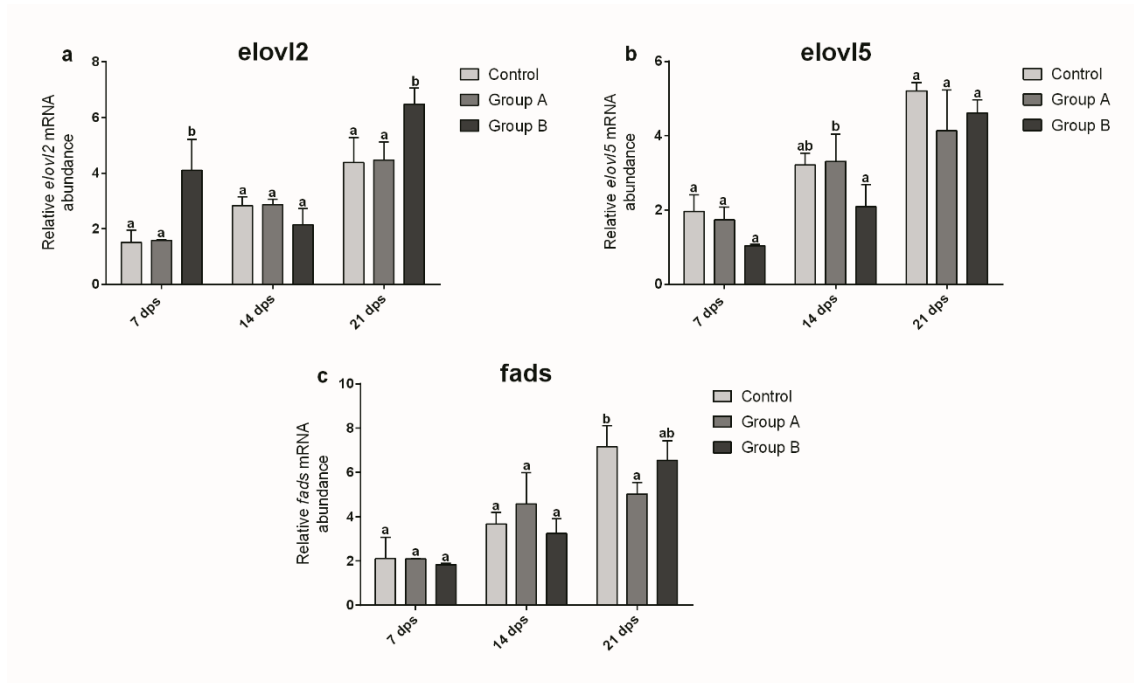 a
elovl2
Relative elovl2 mRNA
abundance
8
6
4
2
0
a
a
b
a
a
a
a
a
b
7 dps
14 dps
21 dps
Control
Group A
Group B
b
elovl5
Relative elovl5 mRNA
abundance
6
4
2
0
a
a
a
ab
b
a
a
a
a
7 dps
14 dps
21 dps
Control
Group A
Group B
c
fads
Relative fads mRNA
abundance
10
8
6
4
2
0
a
a
a
a
a
a
b
a
ab
7 dps
14 dps
21 dps
Control
Group A
Group B